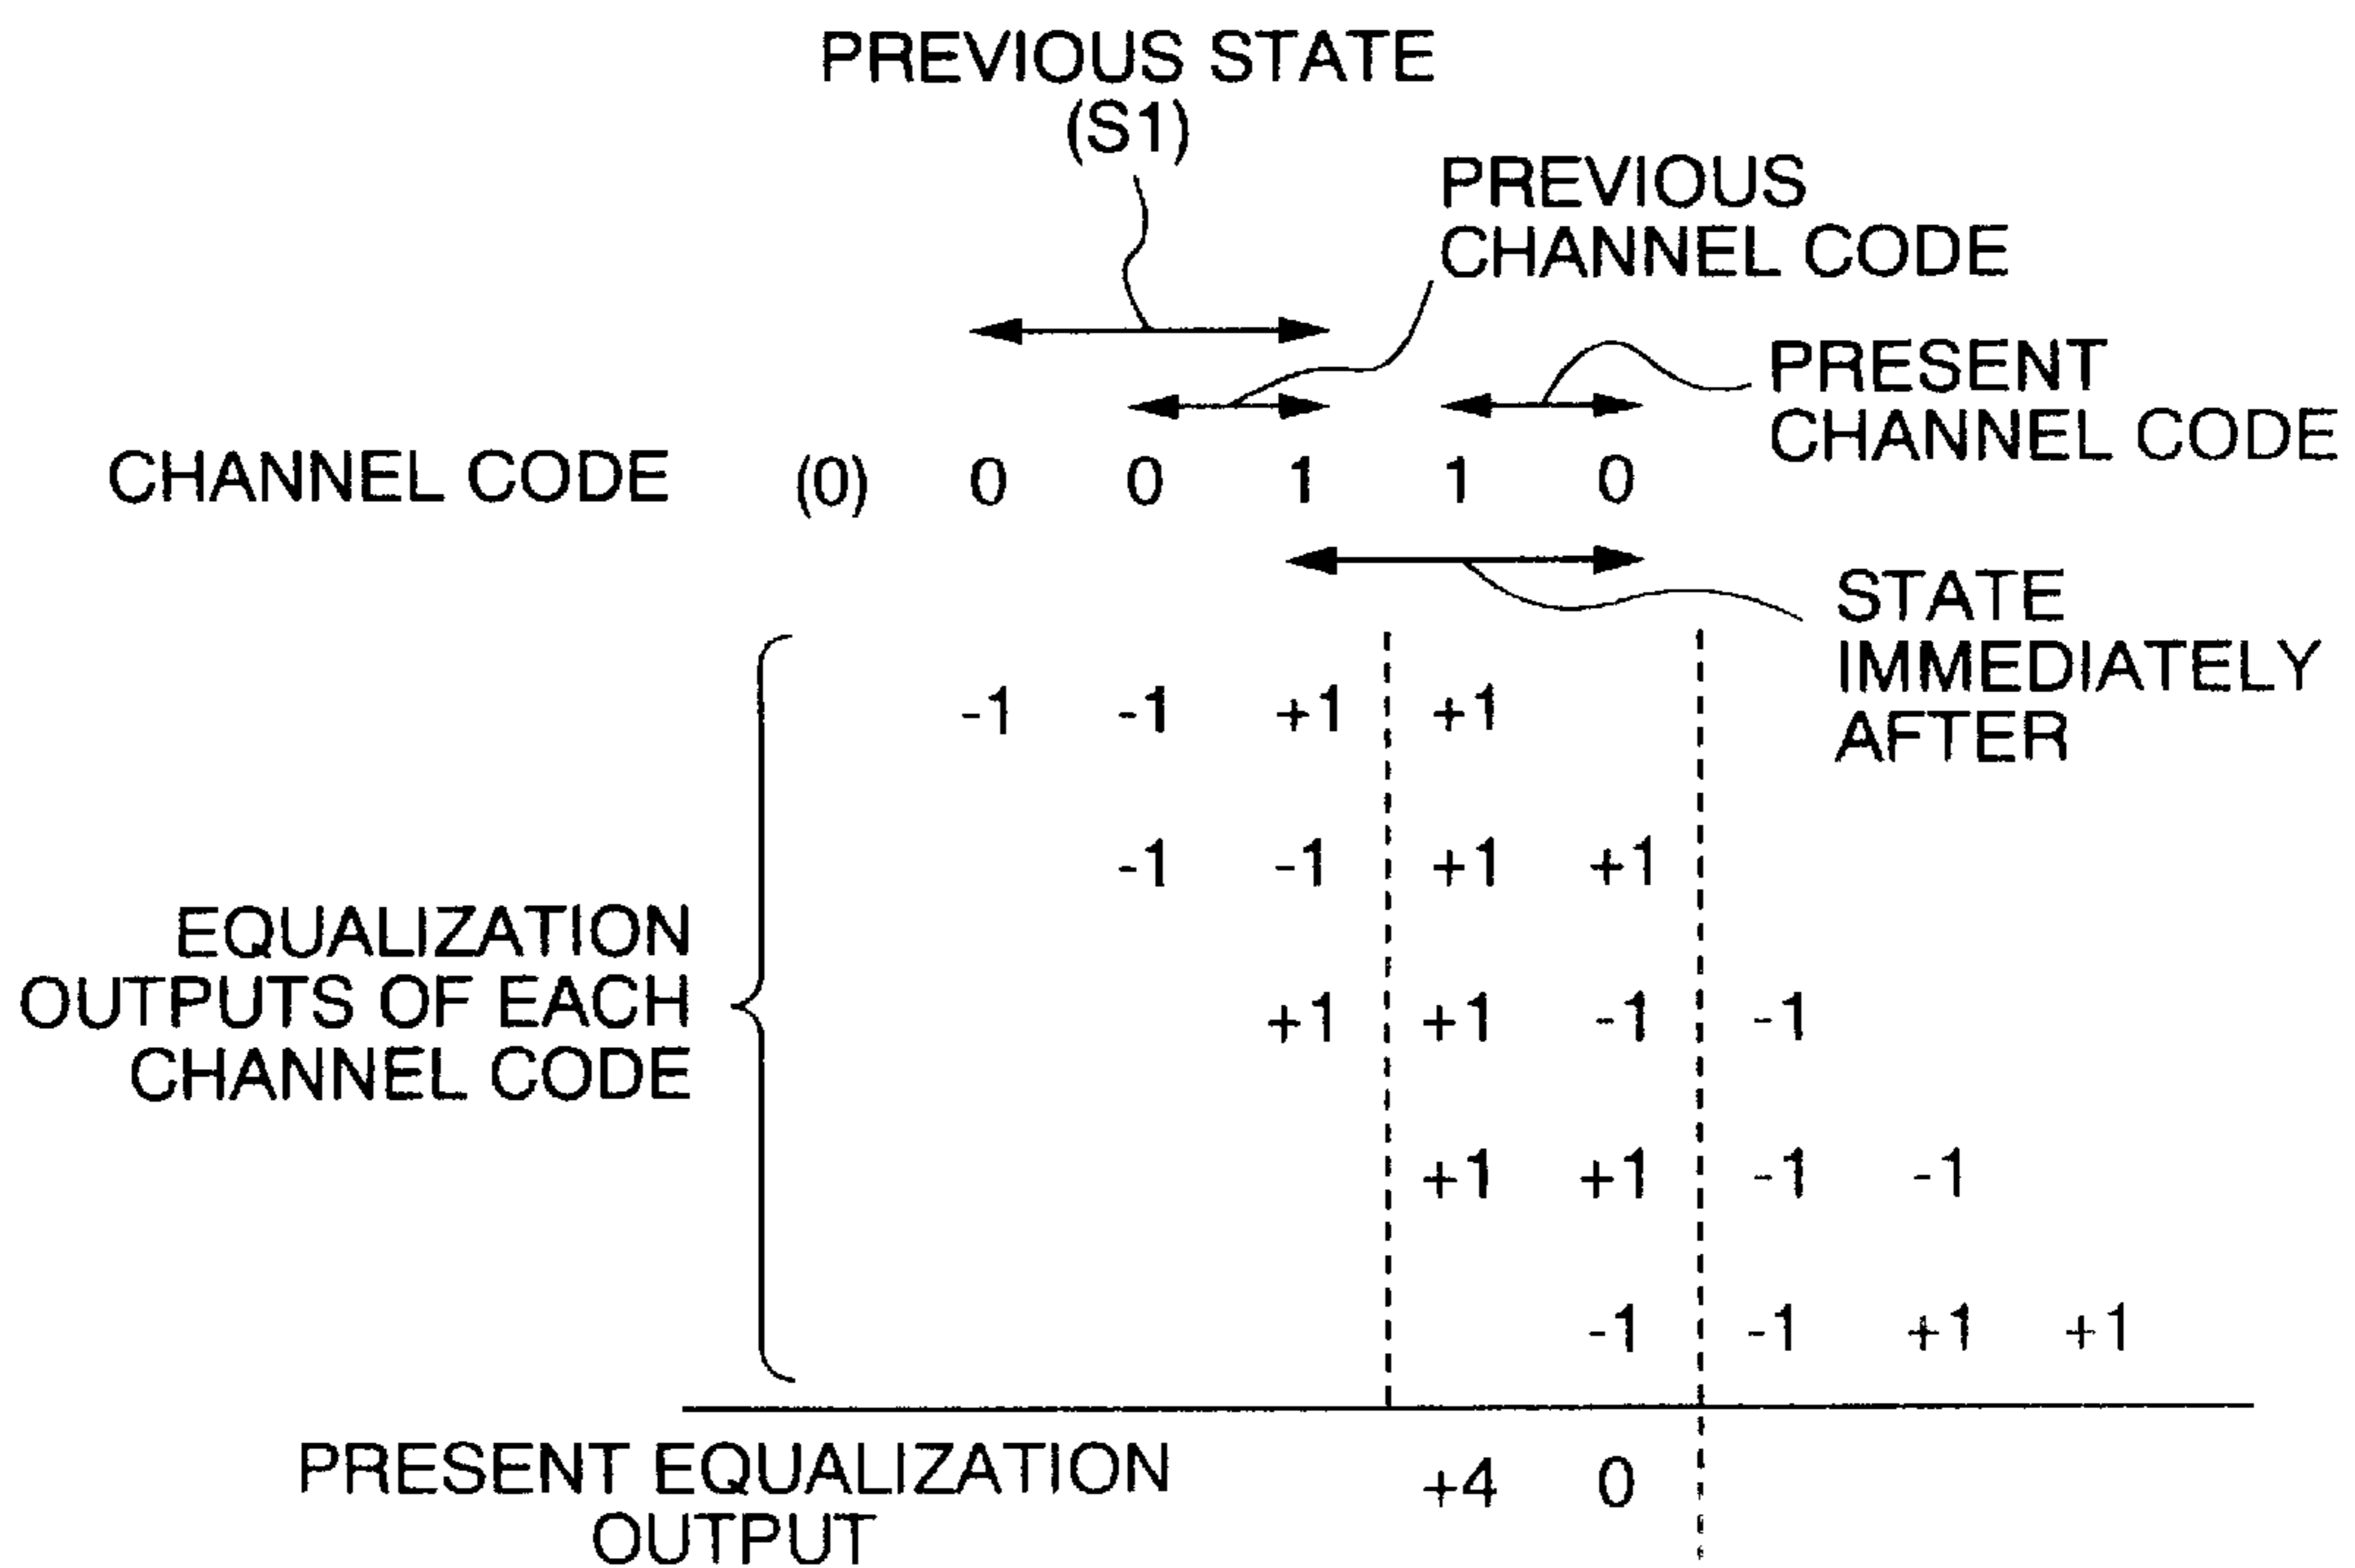 PREVIOUS STATE
(S1)
PREVIOUS
CHANNEL CODE
PRESENT
CHANNEL CODE
CHANNEL CODE (0) 0 0 1 1 0
STATE
IMMEDIATELY
AFTER
-1 -1 +1 +1
-1 -1 +1 +1
EQUALIZATION
OUTPUTS OF EACH
CHANNEL CODE
+1 +1 -1 -1
+1 +1 -1 -1
-1 -1 +1 +1
PRESENT EQUALIZATION
OUTPUT
+4 0